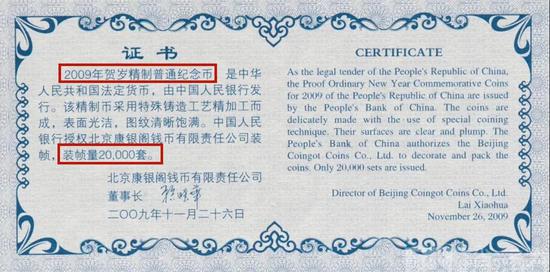 证书
2009年贺岁精制普通纪念币 是中华
人民共和国法定货币，由中国人民银行发
行。该精制币采用特殊铸造工艺精加工而
成，表面光洁，图纹清晰饱满。中国人民
银行授权北京康银阁钱币有限责任公司装
帧，装帧量20,000套。
北京康银阁钱币有限责任公司
董事长
二〇〇九年十一月二十六日
CERTIFICATE
As the legal tender of the People's Republic of China,
the Proof Ordinary New Year Commemorative Coins
for 2009 of the People's Republic of China are issued
by the People's Bank of China. The coins are
delicately made with the use of special coining
technique. Their surfaces are clear and plump. The
People's Bank of China authorizes the Beijing
Coingot Coins Co., Ltd. to decorate and pack the
coins. Only 20,000 sets are issued.
Director of Beijing Coingot Coins Co., Ltd.
Lai Xiaohua
November 26, 2009